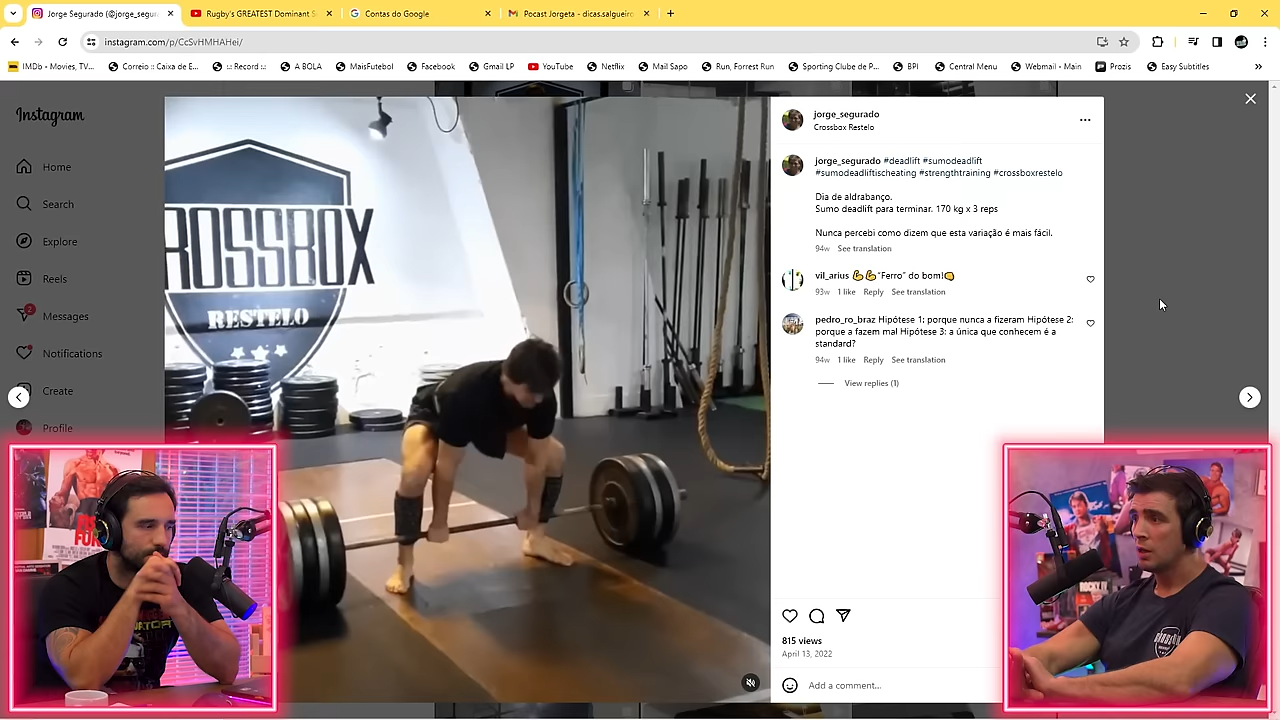 Jorge Segurado (@jorge_segur
Rugby's GREATEST Dominant S
Contas do Google
Pocast Jorgeta - dicas.salgueiro
instagram.com/p/CcSvHMHAHei/
IMDb • Movies, TV...
Correio :: Caixa de E...
::: Record :::
A BOLA
MaisFutebol
Facebook
Gmail LP
YouTube
Netflix
Mail Sapo
Run, Forrest Run
Sporting Clube de P...
BPI
Central Menu
Webmail • Main
Prozis
Easy Subtitles
Instagram
Home
Search
Explore
Reels
2
Messages
Notifications
Create
Profile
ROSSBOX
RESTELO
jorge_segurado
Crossbox Restelo
jorge_segurado #deadlift #sumodeadlift
#sumodeadliftischeating #strengthtraining #crossboxrestelo
Dia de aldrabanço.
Sumo deadlift para terminar. 170 kg x 3 reps
Nunca percebi como dizem que esta variação é mais fácil.
94w See translation
vil_arius 💪💪"Ferro" do bom!👊
93w 1 like Reply See translation
pedro_ro_braz Hipótese 1: porque nunca a fizeram Hipótese 2:
porque a fazem mal Hipótese 3: a única que conhecem é a
standard?
94w 1 like Reply See translation
View replies (1)
815 views
April 13, 2022
Add a comment...